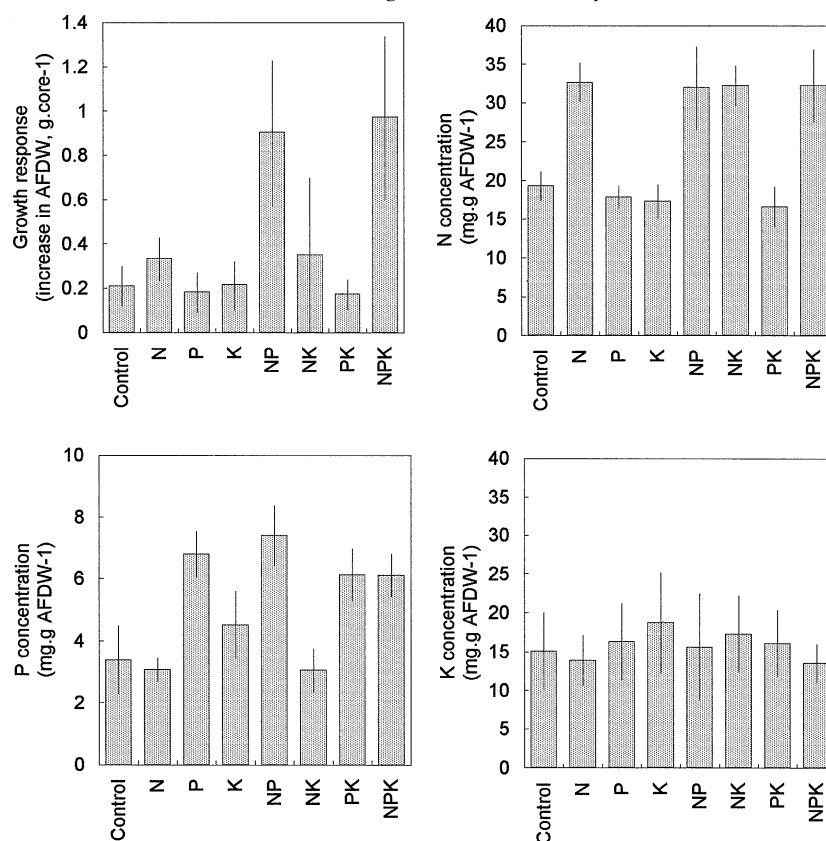 Growth response
(increase in AFDW, g.core-1)
1.4
1.2
1
0.8
0.6
0.4
0.2
0
Control
N
P
K
NP
NK
PK
NPK
N concentration
(mg.g AFDW-1)
40
35
30
25
20
15
10
5
0
Control
N
P
K
NP
NK
PK
NPK
P concentration
(mg.g AFDW-1)
10
8
6
4
2
0
Control
N
P
K
NP
NK
PK
NPK
K concentration
(mg.g AFDW-1)
40
35
30
25
20
15
10
5
0
Control
N
P
K
NP
NK
PK
NPK